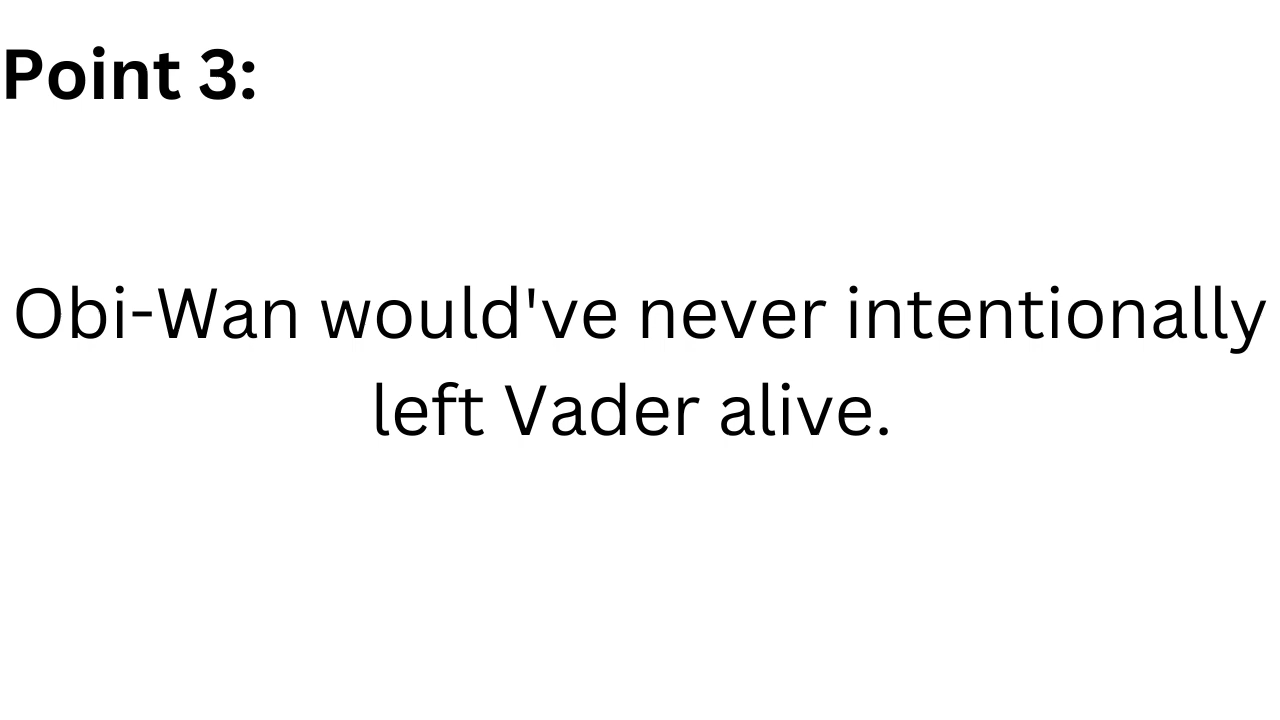 Point 3:
Obi-Wan would've never intentionally
left Vader alive.